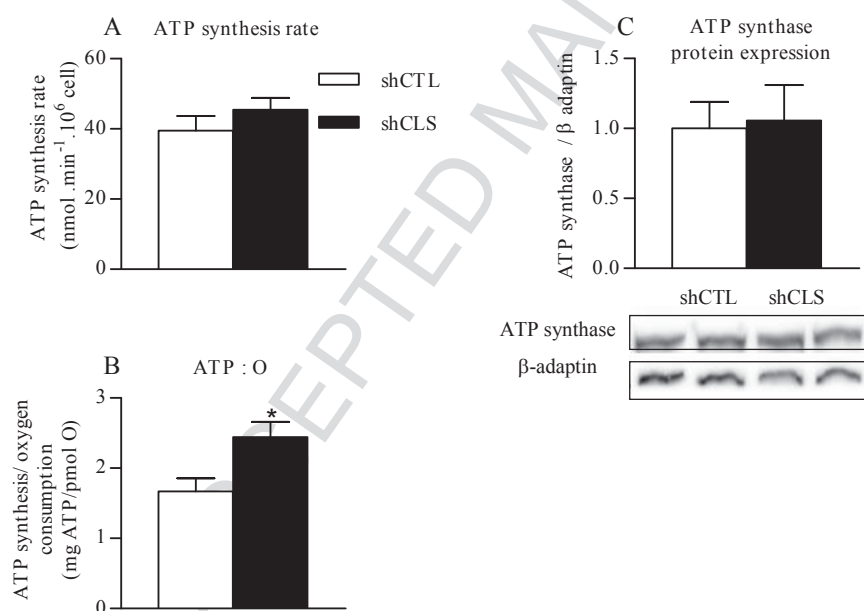 A ATP synthesis rate
ATP synthesis rate
(nmol .min⁻¹.10⁶ cell)
60
40
20
0
shCTL
shCLS
B ATP : O
ATP synthesis/ oxygen
consumption
(mg ATP/pmol O)
3
2
1
0
*
C ATP synthase
protein expression
ATP synthase / β adaptin
1.5
1.0
0.5
0.0
shCTL shCLS
ATP synthase
β-adaptin